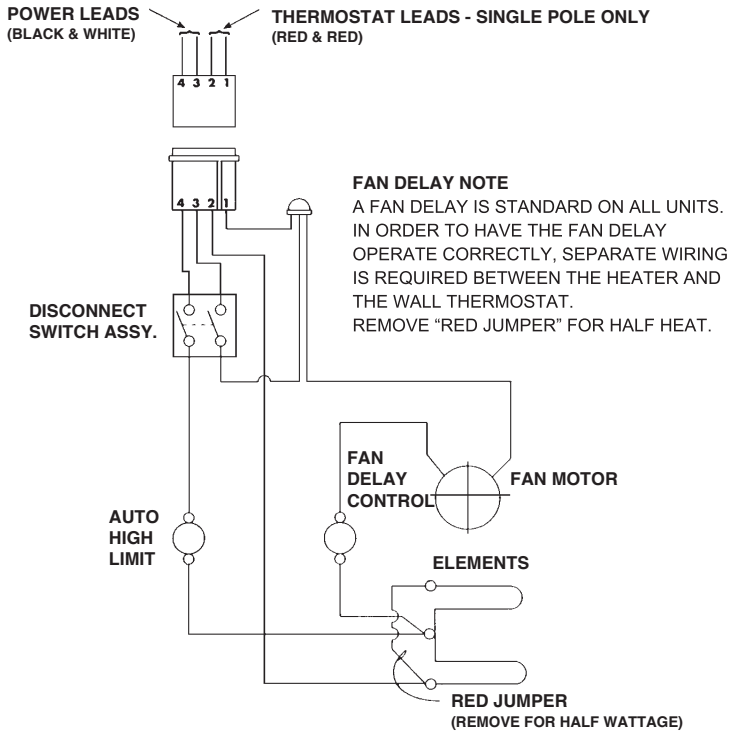 POWER LEADS
(BLACK & WHITE)
THERMOSTAT LEADS - SINGLE POLE ONLY
(RED & RED)
4 3 2 1
4 3 2 1
FAN DELAY NOTE
A FAN DELAY IS STANDARD ON ALL UNITS.
IN ORDER TO HAVE THE FAN DELAY
OPERATE CORRECTLY, SEPARATE WIRING
IS REQUIRED BETWEEN THE HEATER AND
THE WALL THERMOSTAT.
REMOVE “RED JUMPER” FOR HALF HEAT.
DISCONNECT
SWITCH ASSY.
FAN
DELAY
CONTROL
FAN MOTOR
AUTO
HIGH
LIMIT
ELEMENTS
RED JUMPER
(REMOVE FOR HALF WATTAGE)